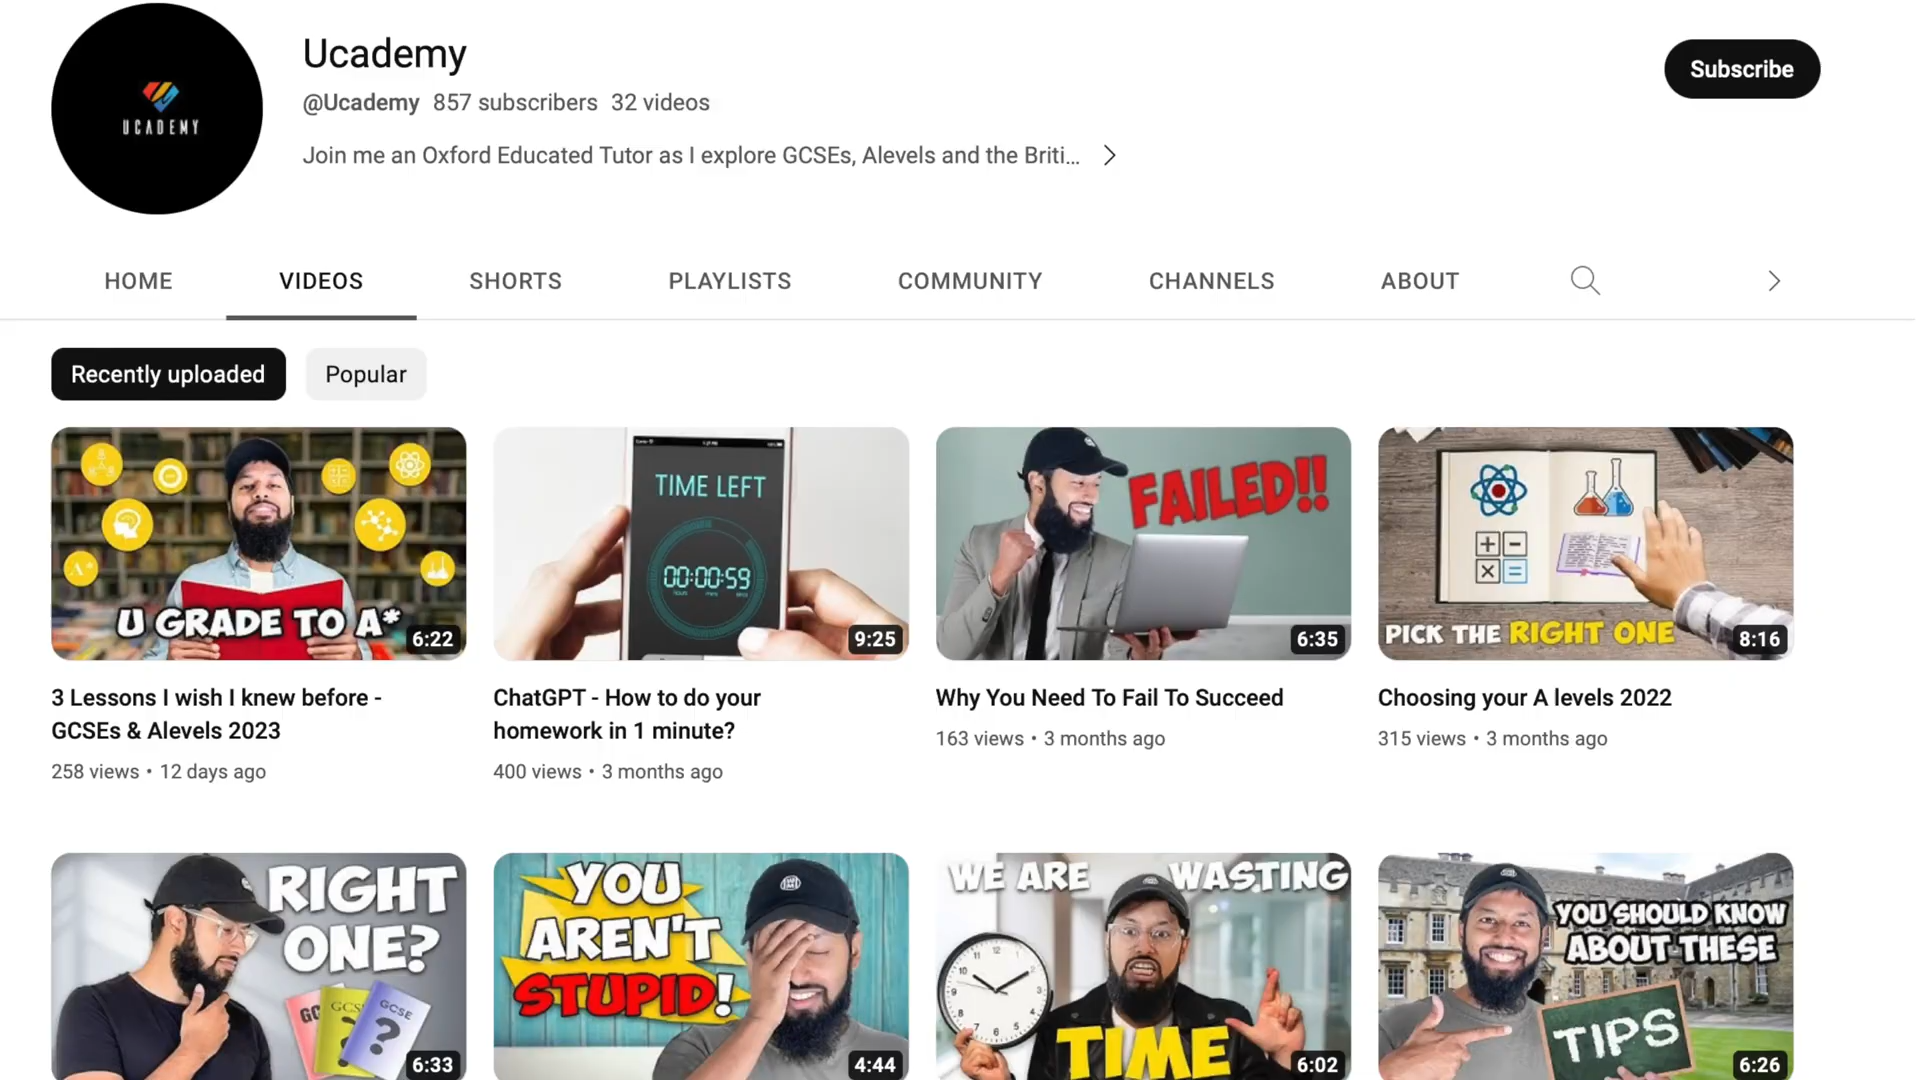 UCADEMY
Ucademy
@Ucademy 857 subscribers 32 videos
Join me an Oxford Educated Tutor as I explore GCSEs, Alevels and the Briti...
Subscribe
HOME VIDEOS SHORTS PLAYLISTS COMMUNITY CHANNELS ABOUT
Recently uploaded Popular
A*
U GRADE TO A*
6:22
TIME LEFT
00:00:59
9:25
FAILED!!
6:35
PICK THE RIGHT ONE
8:16
3 Lessons I wish I knew before -
GCSEs & Alevels 2023
258 views • 12 days ago
ChatGPT - How to do your
homework in 1 minute?
400 views • 3 months ago
Why You Need To Fail To Succeed
163 views • 3 months ago
Choosing your A levels 2022
315 views • 3 months ago
RIGHT
ONE?
GCSE
?
6:33
YOU
AREN'T
STUPID!
4:44
WE ARE WASTING
TIME
6:02
YOU SHOULD KNOW
ABOUT THESE
TIPS
6:26